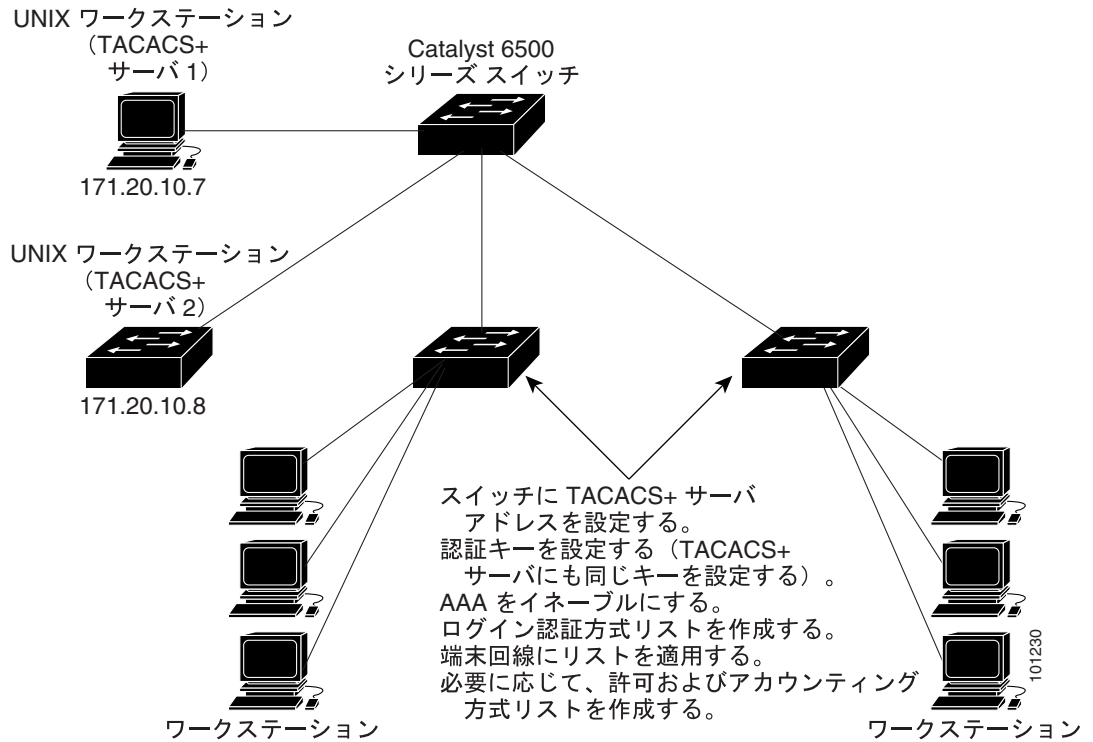 UNIX ワークステーション
（TACACS+
サーバ 1）
171.20.10.7
Catalyst 6500
シリーズ スイッチ
UNIX ワークステーション
（TACACS+
サーバ 2）
171.20.10.8
スイッチに TACACS+ サーバ
アドレスを設定する。
認証キーを設定する（TACACS+
サーバにも同じキーを設定する）。
AAA をイネーブルにする。
ログイン認証方式リストを作成する。
端末回線にリストを適用する。
必要に応じて、許可およびアカウンティング
方式リストを作成する。
ワークステーション
ワークステーション
101230